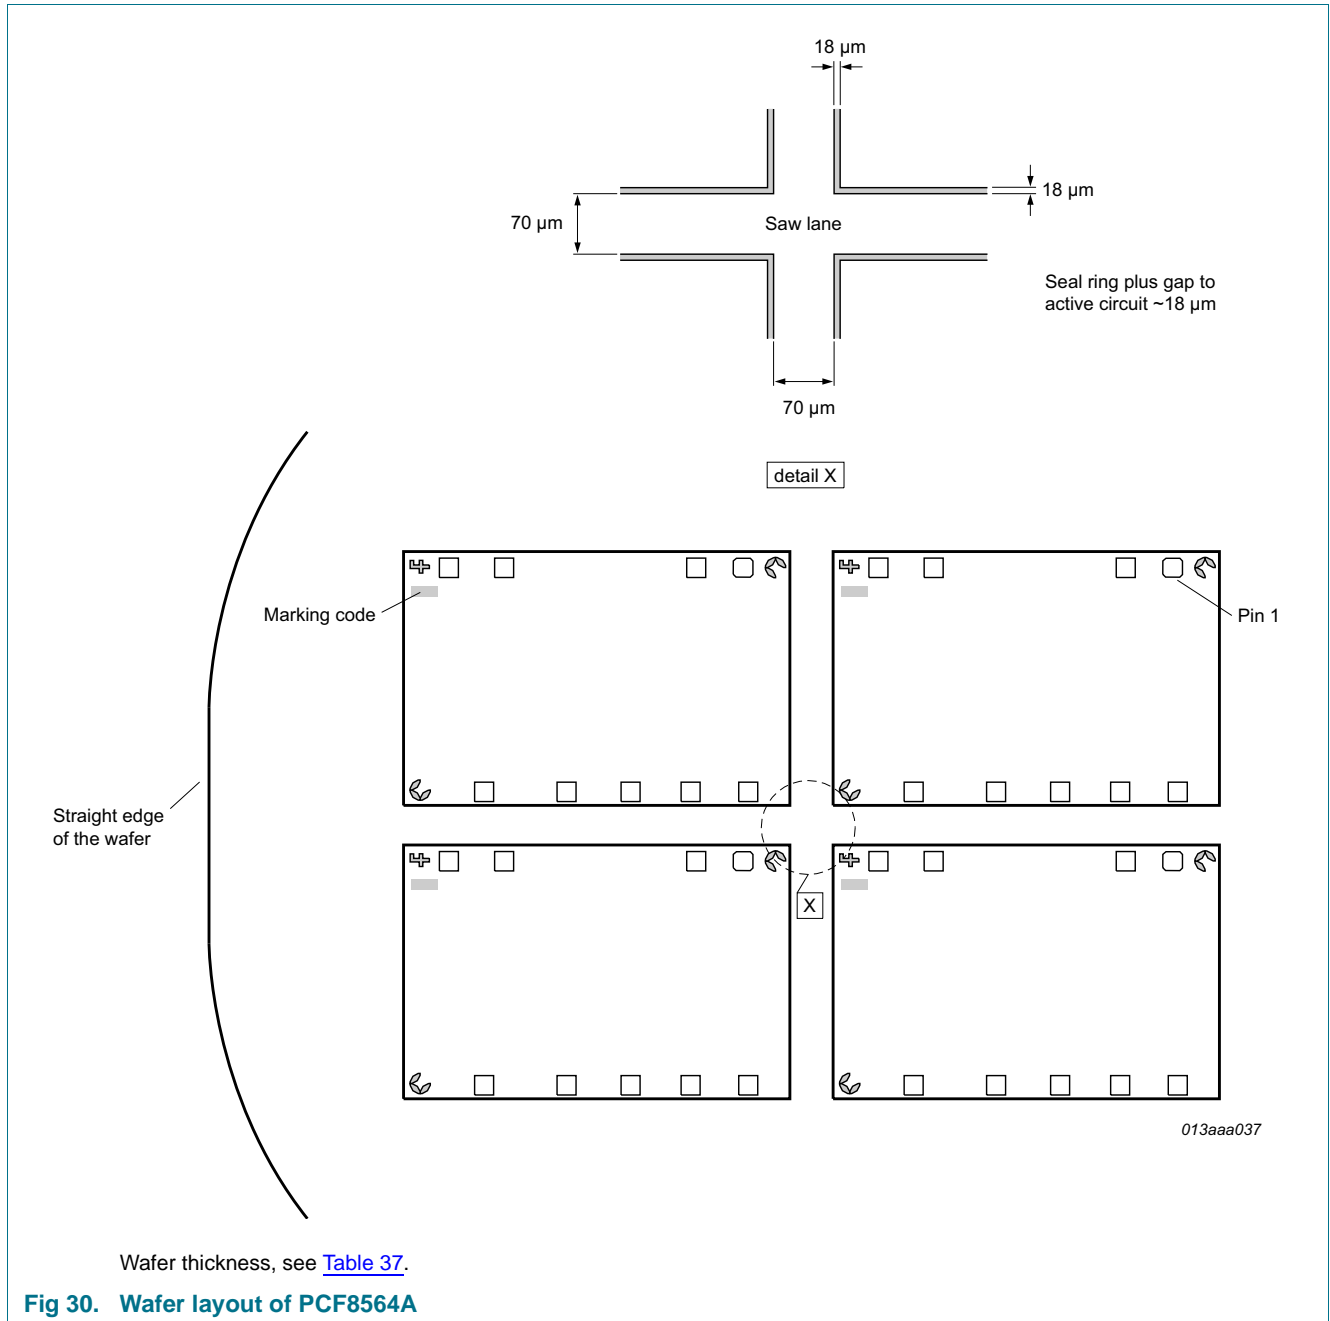 18 µm
18 µm
70 µm
Saw lane
Seal ring plus gap to
active circuit ~18 µm
70 µm
detail X
Marking code
Pin 1
Straight edge
of the wafer
X
013aaa037
Wafer thickness, see Table 37.
Fig 30. Wafer layout of PCF8564A